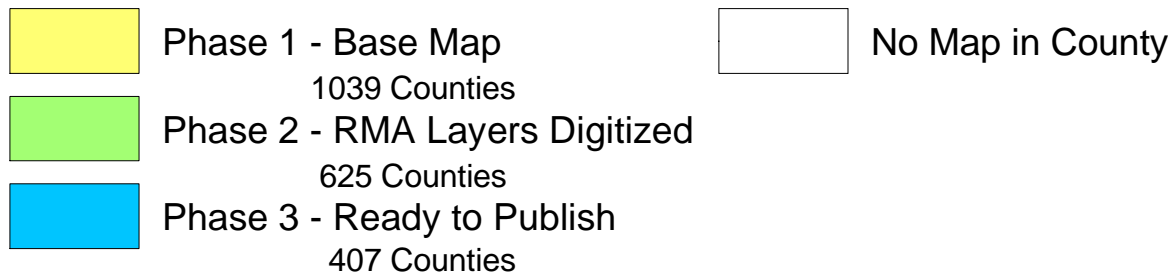 Phase 1 - Base Map
1039 Counties
Phase 2 - RMA Layers Digitized
625 Counties
Phase 3 - Ready to Publish
407 Counties
No Map in County